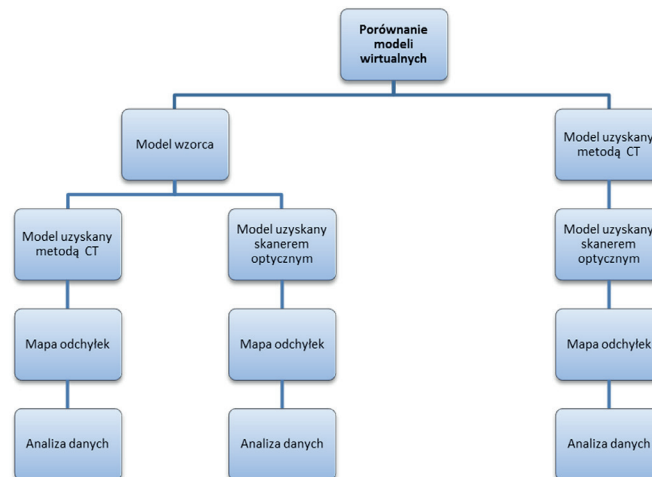 Porównanie
modeli
wirtualnych
Model wzorca
Model uzyskany
metodą CT
Model uzyskany
metodą CT
Model uzyskany
skanerem
optycznym
Model uzyskany
skanerem
optycznym
Mapa odchyłek
Mapa odchyłek
Mapa odchyłek
Analiza danych
Analiza danych
Analiza danych